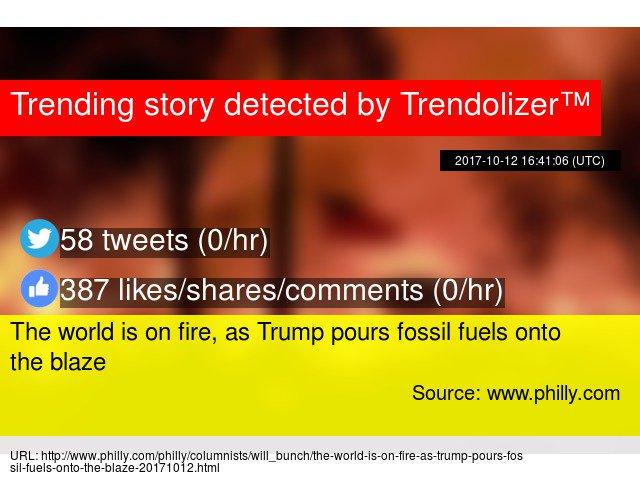 Trending story detected by Trendolizer™
2017-10-12 16:41:06 (UTC)
58 tweets (0/hr)
387 likes/shares/comments (0/hr)
The world is on fire, as Trump pours fossil fuels onto
the blaze
Source: www.philly.com
URL: http://www.philly.com/philly/columnists/will_bunch/the-world-is-on-fire-as-trump-pours-fos
sil-fuels-onto-the-blaze-20171012.html